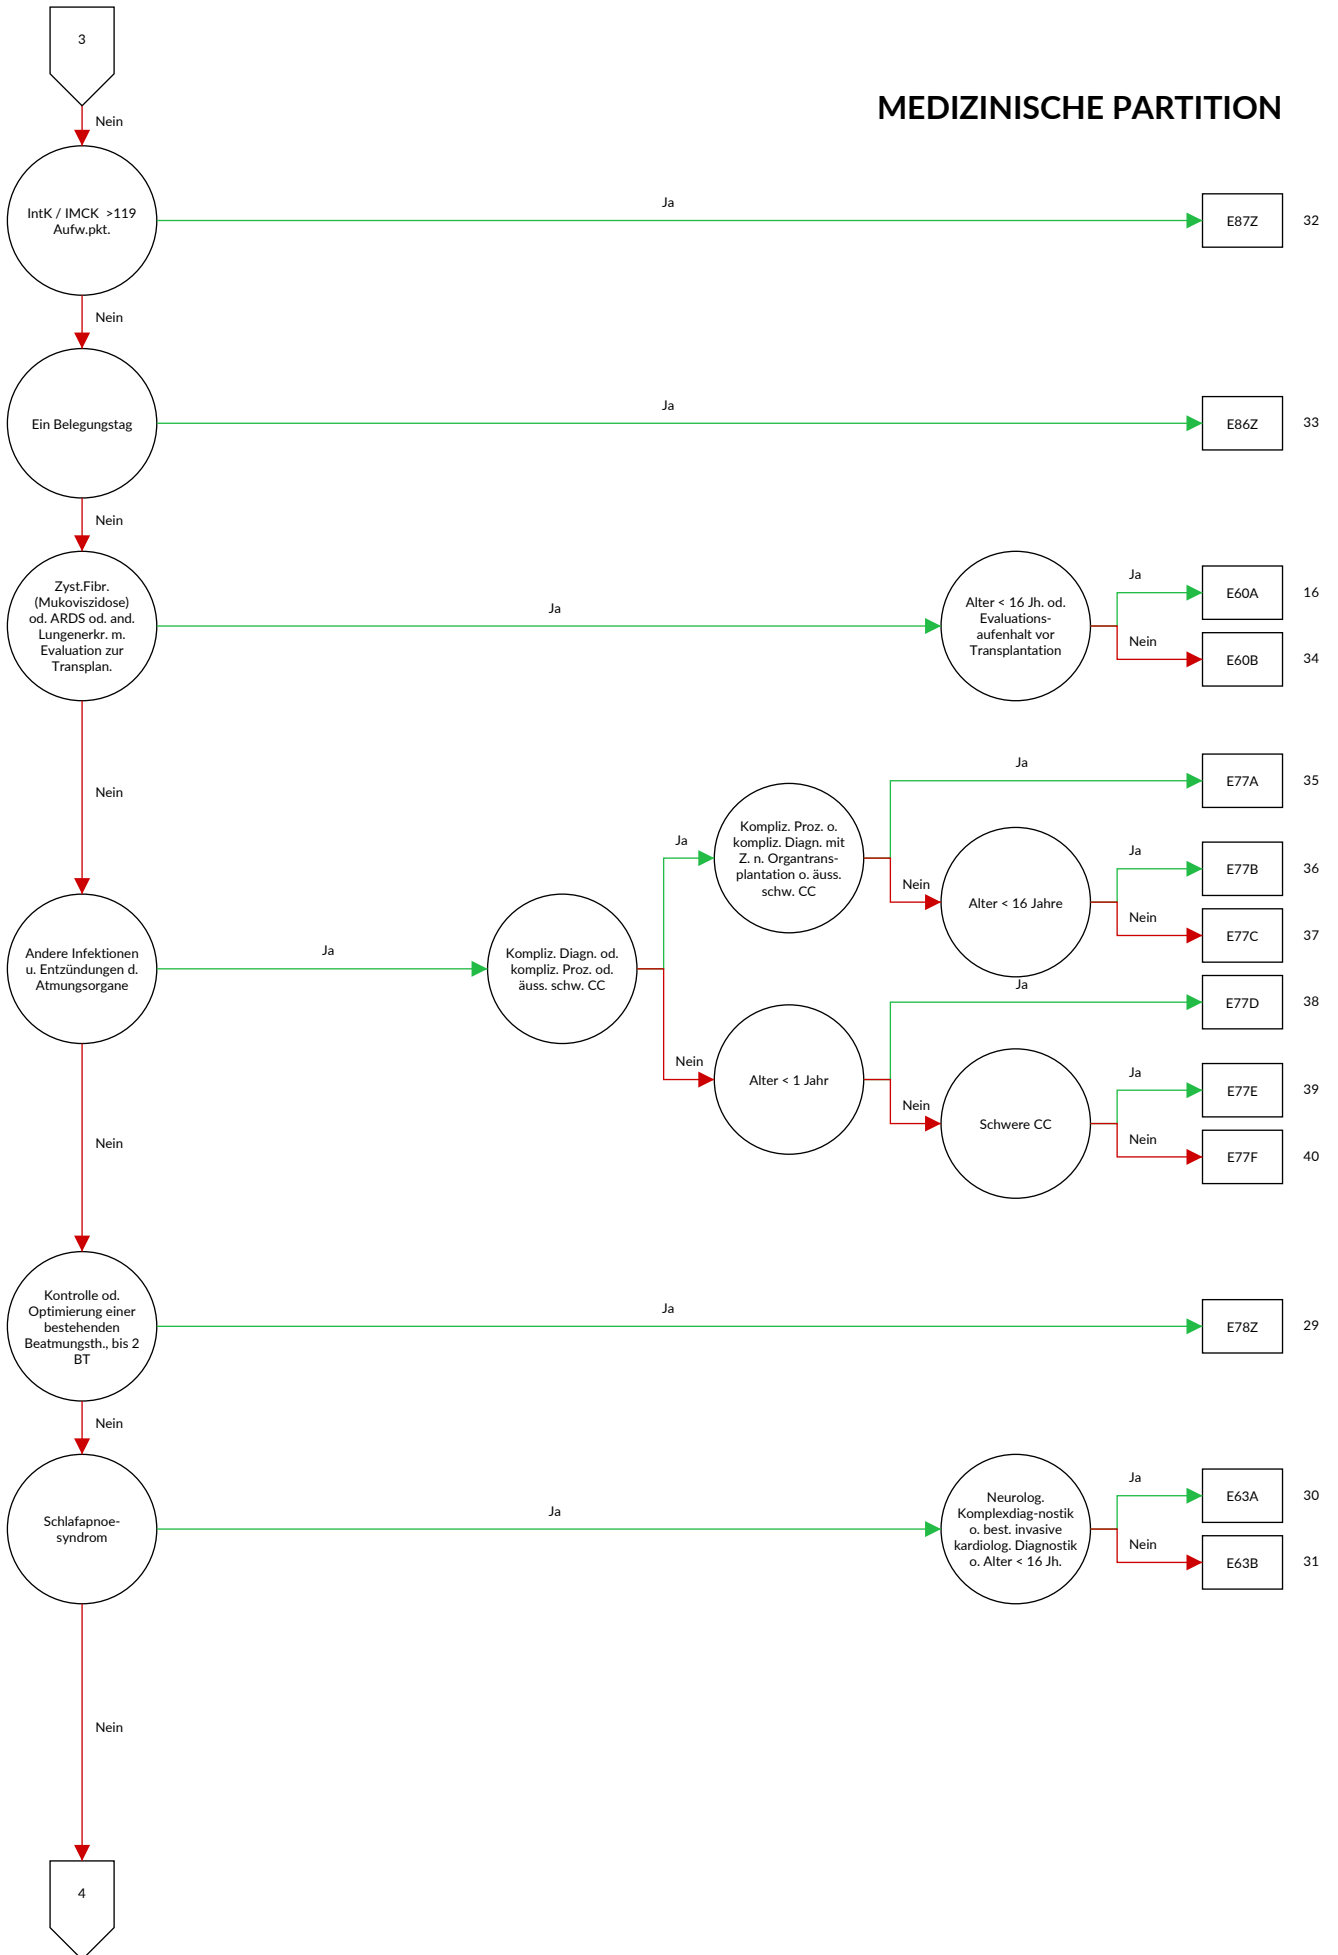 3
MEDIZINISCHE PARTITION
Nein
IntK / IMCK >119
Aufw.pkt.
Ja
E87Z
32
Nein
Ein Belegungstag
Ja
E86Z
33
Nein
Zyst.Fibr.
(Mukoviszidose)
od. ARDS od. and.
Lungenerkr. m.
Evaluation zur
Transplan.
Ja
Alter < 16 Jh. od.
Evaluations-
aufenhalt vor
Transplantation
Ja
E60A
16
Nein
E60B
34
Nein
Andere Infektionen
u. Entzündungen d.
Atmungsorgane
Ja
Kompliz. Diagn. od.
kompliz. Proz. od.
äuss. schw. CC
Ja
Kompliz. Proz. o.
kompliz. Diagn. mit
Z. n. Organtrans-
plantation o. äuss.
schw. CC
Ja
E77A
35
Nein
Alter < 16 Jahre
Ja
E77B
36
Nein
E77C
37
Nein
Alter < 1 Jahr
Ja
E77D
38
Nein
Schwere CC
Ja
E77E
39
Nein
E77F
40
Nein
Kontrolle od.
Optimierung einer
bestehenden
Beatmungsth., bis 2
BT
Ja
E78Z
29
Nein
Schlafapnoe-
syndrom
Ja
Neurolog.
Komplexdiag-nostik
o. best. invasive
kardiolog. Diagnostik
o. Alter < 16 Jh.
Ja
E63A
30
Nein
E63B
31
Nein
4